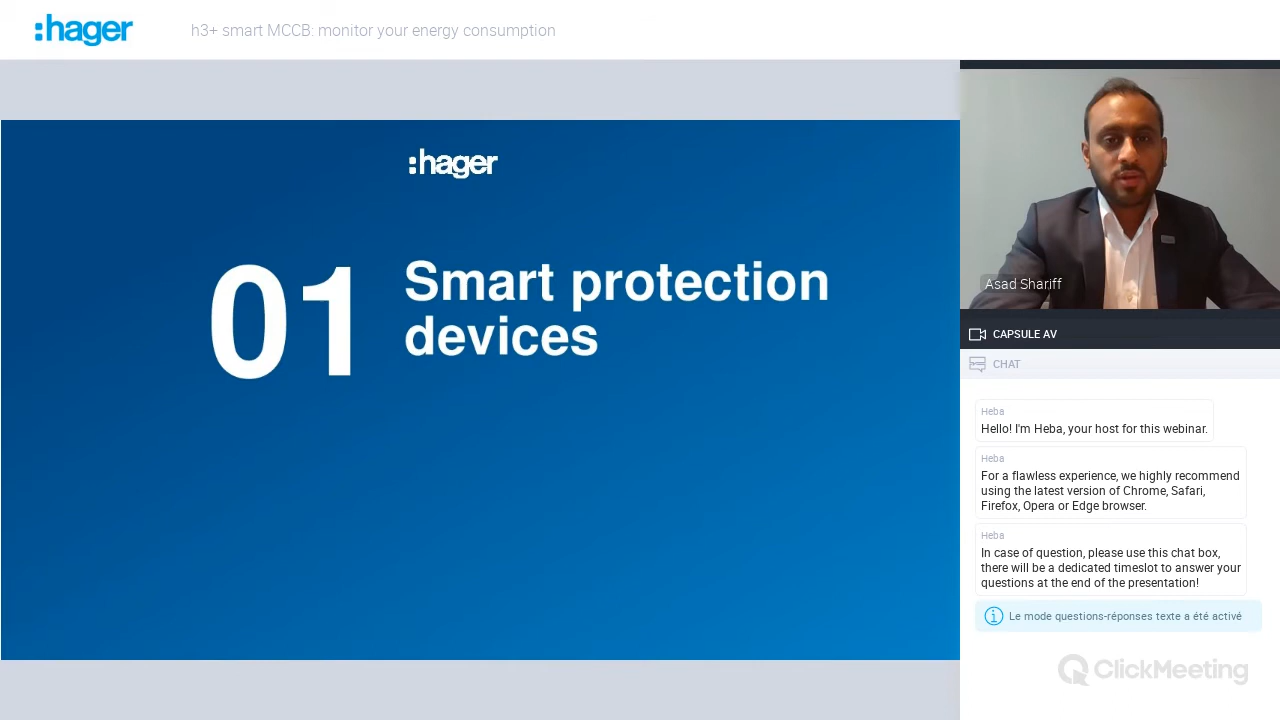 :hager
h3+ smart MCCB: monitor your energy consumption
:hager
01
Smart protection
devices
Asad Shariff
CAPSULE AV
CHAT
Heba
Hello! I'm Heba, your host for this webinar.
Heba
For a flawless experience, we highly recommend
using the latest version of Chrome, Safari,
Firefox, Opera or Edge browser.
Heba
In case of question, please use this chat box,
there will be a dedicated timeslot to answer your
questions at the end of the presentation!
Le mode questions-réponses texte a été activé
ClickMeeting